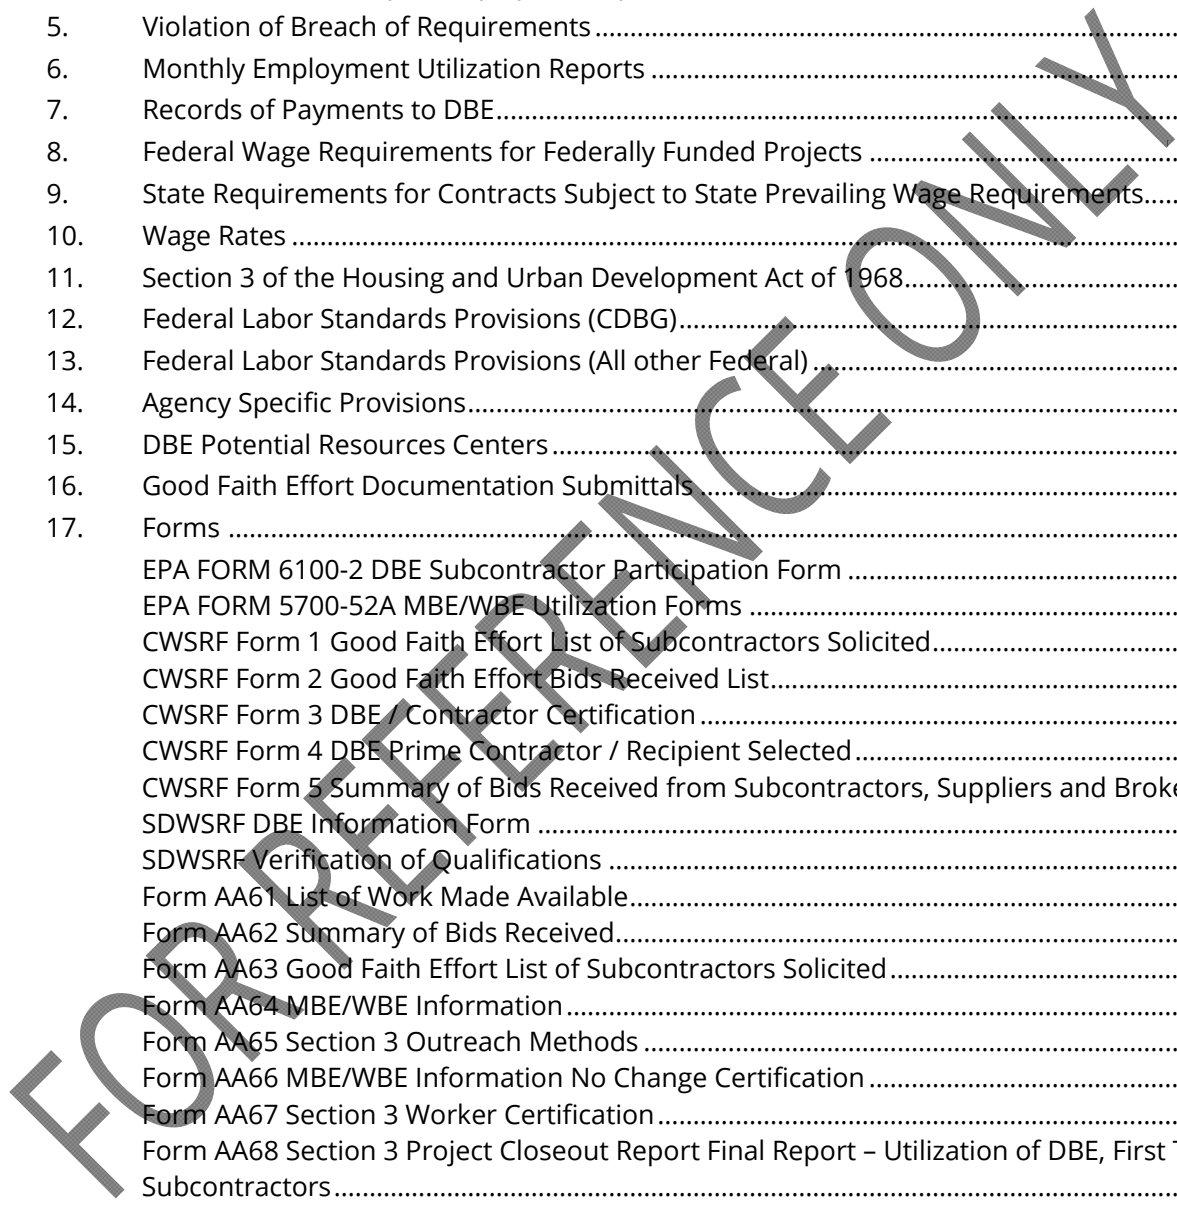 5. Violation of Breach of Requirements
6. Monthly Employment Utilization Reports
7. Records of Payments to DBE
8. Federal Wage Requirements for Federally Funded Projects
9. State Requirements for Contracts Subject to State Prevailing Wage Requirements
10. Wage Rates
11. Section 3 of the Housing and Urban Development Act of 1968
12. Federal Labor Standards Provisions (CDBG)
13. Federal Labor Standards Provisions (All other Federal)
14. Agency Specific Provisions
15. DBE Potential Resources Centers
16. Good Faith Effort Documentation Submittals
17. Forms
EPA FORM 6100-2 DBE Subcontractor Participation Form
EPA FORM 5700-52A MBE/WBE Utilization Forms
CWSRF Form 1 Good Faith Effort List of Subcontractors Solicited
CWSRF Form 2 Good Faith Effort Bids Received List
CWSRF Form 3 DBE / Contractor Certification
CWSRF Form 4 DBE Prime Contractor / Recipient Selected
CWSRF Form 5 Summary of Bids Received from Subcontractors, Suppliers and
SDWSRF DBE Information Form
SDWSRF Verification of Qualifications
Form AA61 List of Work Made Available
Form AA62 Summary of Bids Received
Form AA63 Good Faith Effort List of Subcontractors Solicited
Form AA64 MBE/WBE Information
Form AA65 Section 3 Outreach Methods
Form AA66 MBE/WBE Information No Change Certification
Form AA67 Section 3 Worker Certification
Form AA68 Section 3 Project Closeout Report Final Report – Utilization of DBE, First
Subcontractors
FOR REFERENCE ONLY